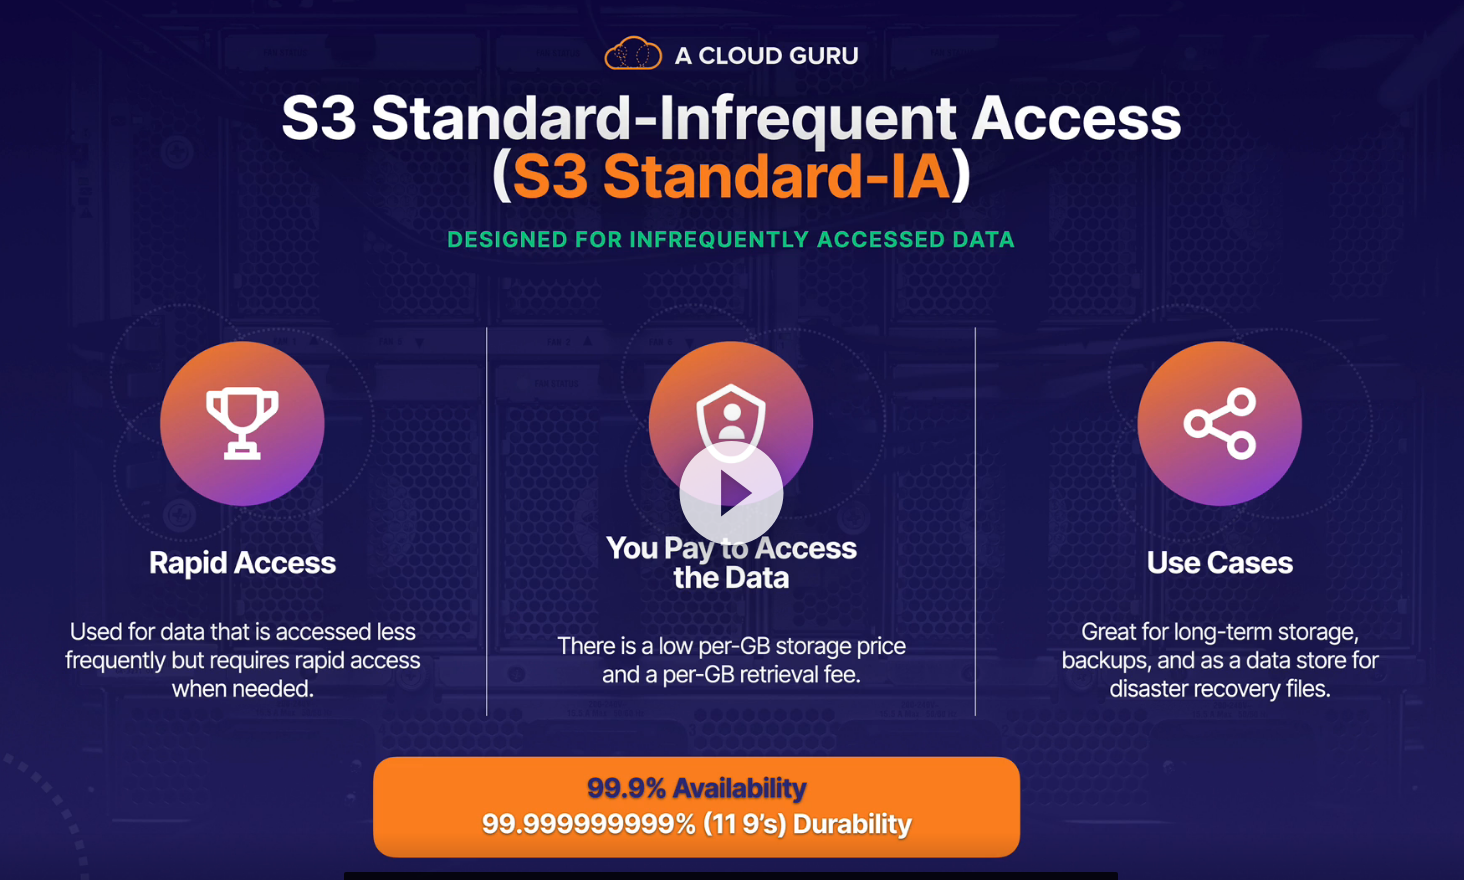 A CLOUD GURU
S3 Standard-Infrequent Access
(S3 Standard-IA)
DESIGNED FOR INFREQUENTLY ACCESSED DATA
Rapid Access
Used for data that is accessed less
frequently but requires rapid access
when needed.
You Pay to Access
the Data
There is a low per-GB storage price
and a per-GB retrieval fee.
Use Cases
Great for long-term storage,
backups, and as a data store for
disaster recovery files.
99.9% Availability
99.999999999% (11 9’s) Durability